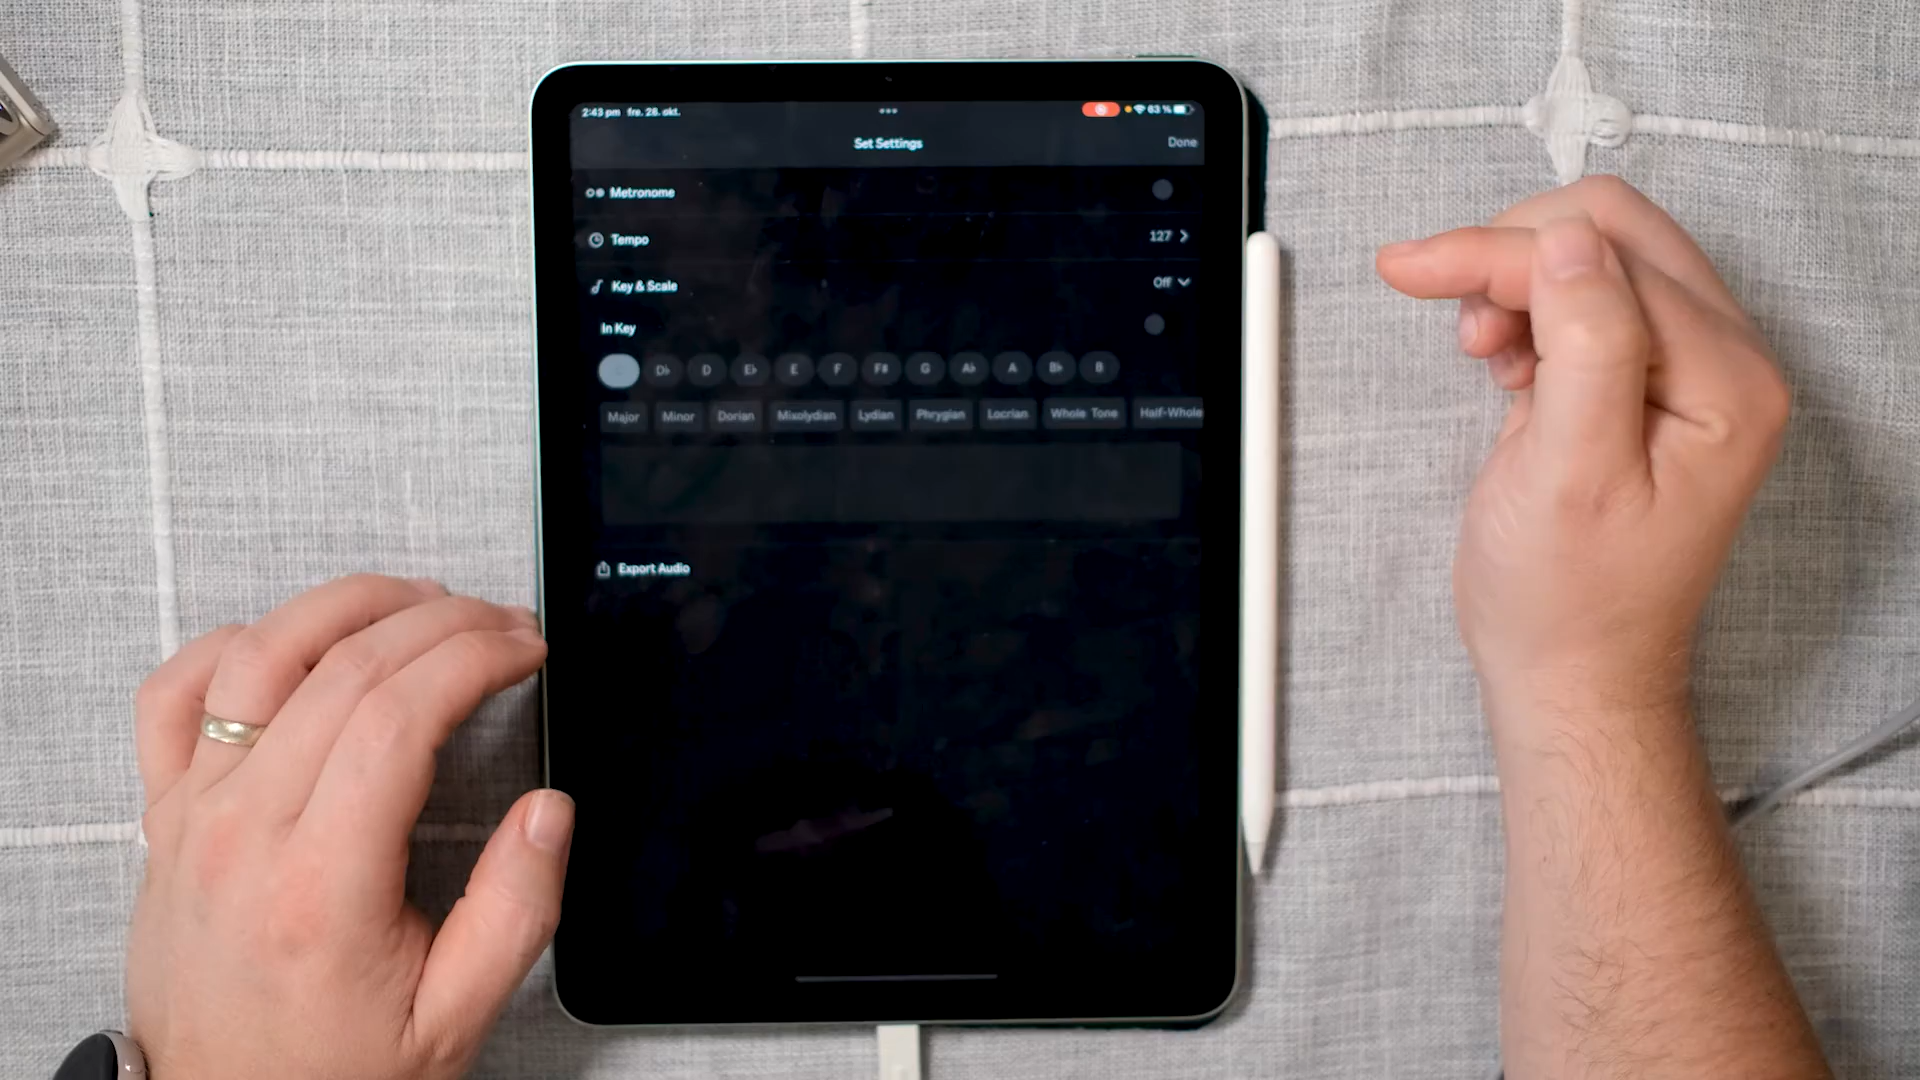 2:43 pm fre. 28. okt. 63 %
Set Settings Done
Metronome
Tempo 127
Key & Scale Off
In Key
C D♭ D E♭ E F F# G A♭ A B♭ B
Major Minor Dorian Mixolydian Lydian Phrygian Locrian Whole Tone Half-Whole
Export Audio